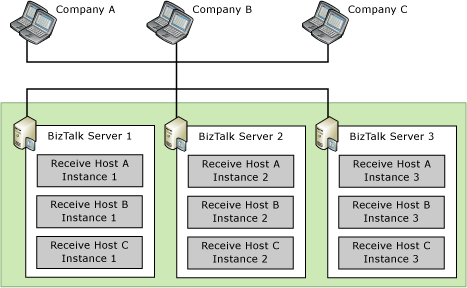 Company A
Company B
Company C
BizTalk Server 1
BizTalk Server 2
BizTalk Server 3
Receive Host A
Instance 1
Receive Host A
Instance 2
Receive Host A
Instance 3
Receive Host B
Instance 1
Receive Host B
Instance 2
Receive Host B
Instance 3
Receive Host C
Instance 1
Receive Host C
Instance 2
Receive Host C
Instance 3